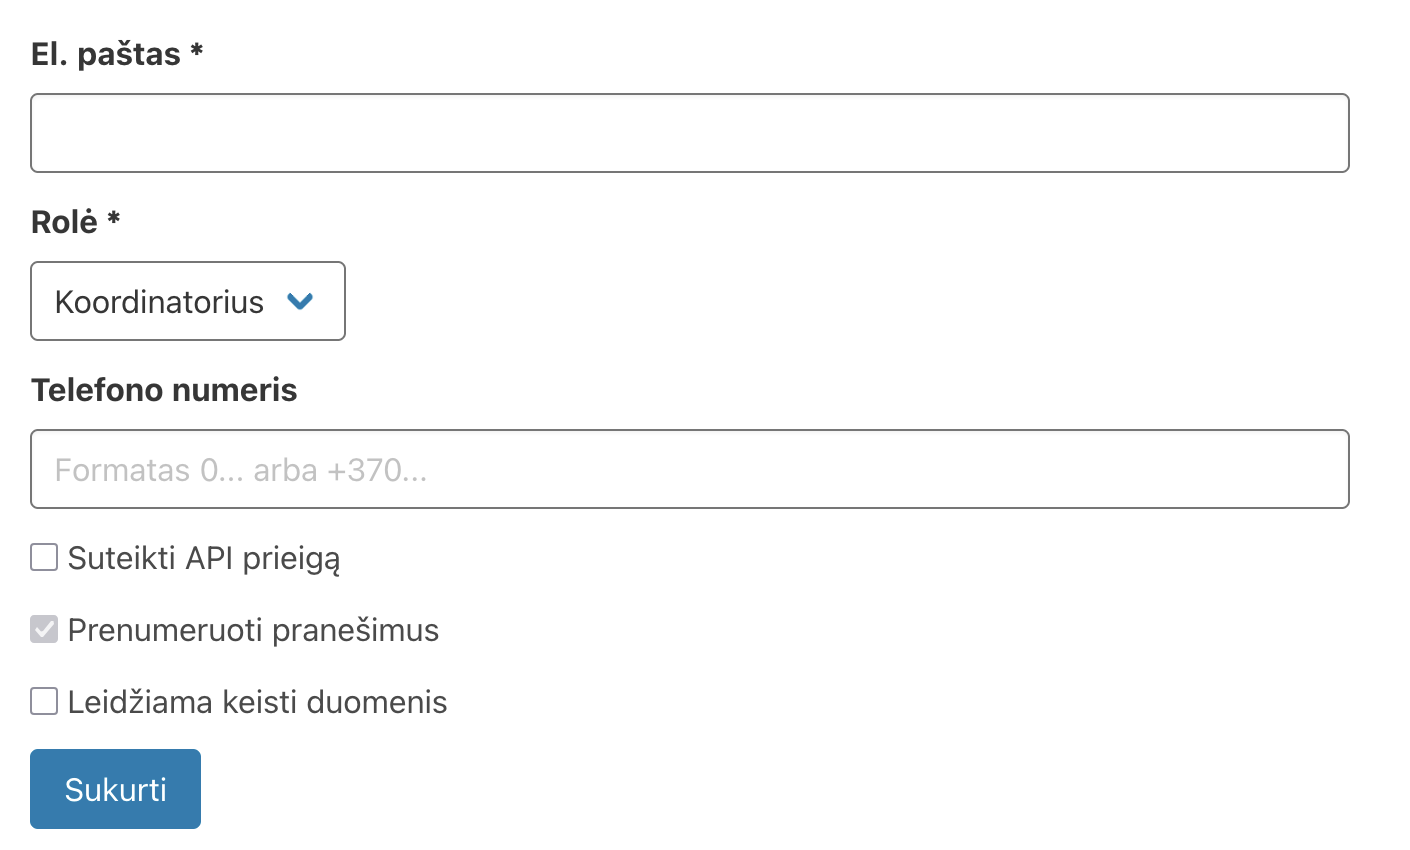 El. paštas *
Rolė *
Koordinatorius
Telefono numeris
Formatas 0... arba +370...
Suteikti API prieigą
Prenumeruoti pranešimus
Leidžiama keisti duomenis
Sukurti